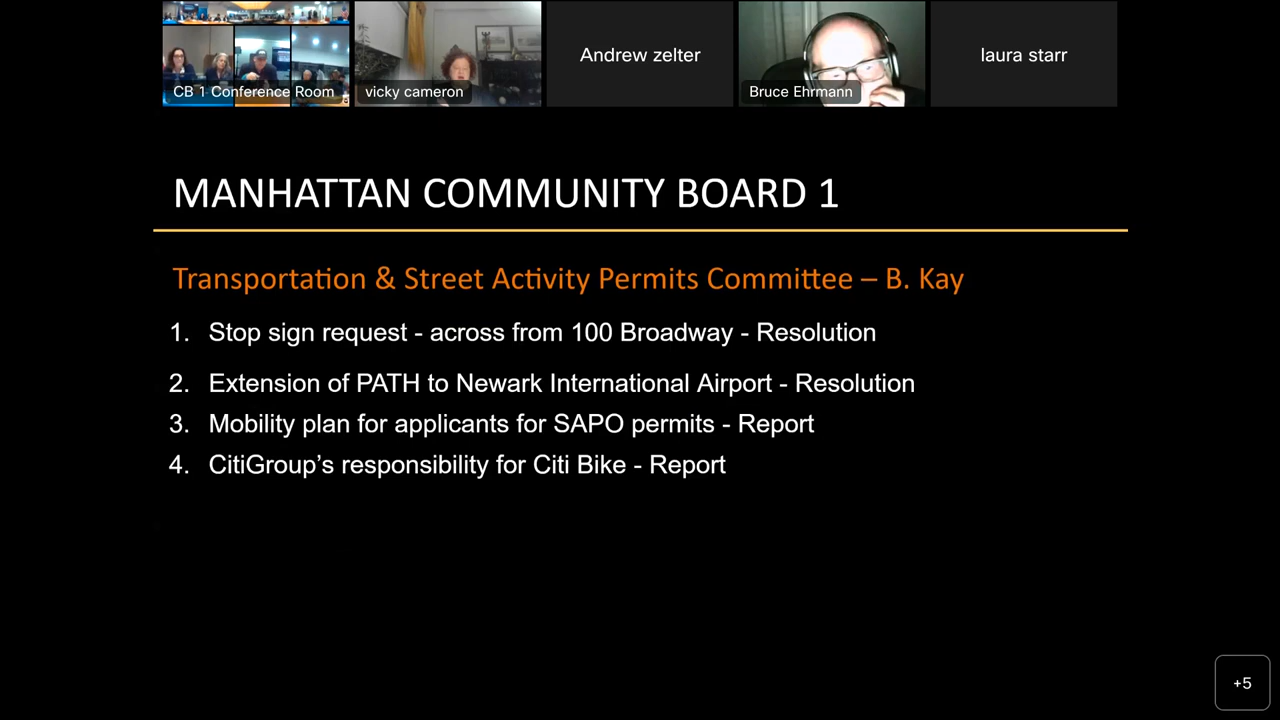 CB 1 Conference Room
vicky cameron
Andrew zelter
Bruce Ehrmann
laura starr
MANHATTAN COMMUNITY BOARD 1
Transportation & Street Activity Permits Committee – B. Kay
1. Stop sign request - across from 100 Broadway - Resolution
2. Extension of PATH to Newark International Airport - Resolution
3. Mobility plan for applicants for SAPO permits - Report
4. CitiGroup’s responsibility for Citi Bike - Report
+5